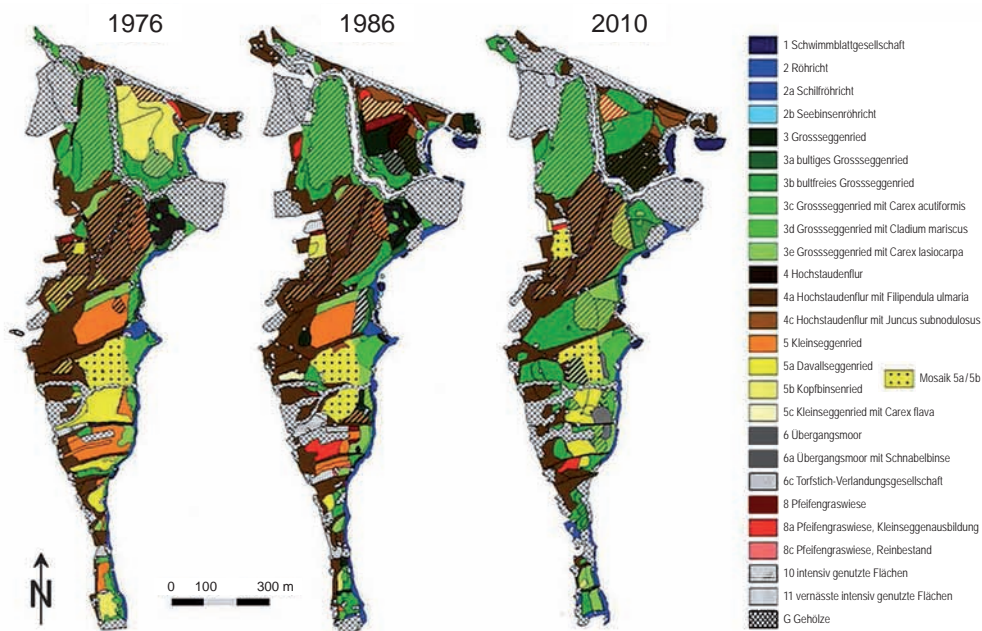 1976
1986
2010
1 Schwimmblattgesellschaft
2 Röhricht
2a Schilfröhricht
2b Seebinsenröhricht
3 Grossseggenried
3a bultiges Grossseggenried
3b bultfreies Grossseggenried
3c Grossseggenried mit Carex acutiformis
3d Grossseggenried mit Cladium mariscus
3e Grossseggenried mit Carex lasiocarpa
4 Hochstaudenflur
4a Hochstaudenflur mit Filipendula ulmaria
4c Hochstaudenflur mit Juncus subnodulosus
5 Kleinseggenried
5a Davallseggenried
Mosaik 5a/5b
5b Kopfbinsenried
5c Kleinseggenried mit Carex flava
6 Übergangsmoor
6a Übergangsmoor mit Schnabelbinse
6c Torfstich-Verlandungsgesellschaft
8 Pfeifengraswiese
8a Pfeifengraswiese, Kleinseggenausbildung
8c Pfeifengraswiese, Reinbestand
10 intensiv genutzte Flächen
11 vernässte intensiv genutzte Flächen
G Gehölze
N
0 100 300 m